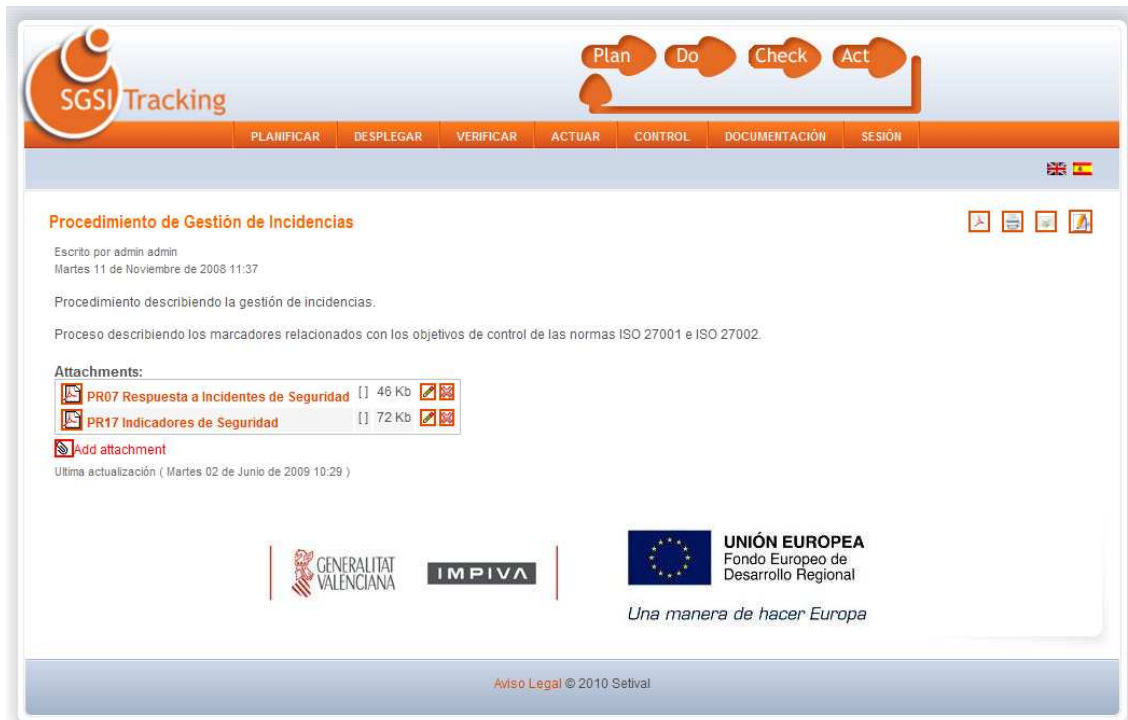 SGSI Tracking
Plan Do Check Act
PLANIFICAR DESPLEGAR VERIFICAR ACTUAR CONTROL DOCUMENTACIÓN SESIÓN
Procedimiento de Gestión de Incidencias
Escrito por admin admin
Martes 11 de Noviembre de 2008 11:37
Procedimiento describiendo la gestión de incidencias.
Proceso describiendo los marcadores relacionados con los objetivos de control de las normas ISO 27001 e ISO 27002.
Attachments:
PR07 Respuesta a Incidentes de Seguridad [ ] 46 Kb
PR17 Indicadores de Seguridad [ ] 72 Kb
Add attachment
Ultima actualización ( Martes 02 de Junio de 2009 10:29 )
GENERALITAT
VALENCIANA
IMPIVA
UNIÓN EUROPEA
Fondo Europeo de
Desarrollo Regional
Una manera de hacer Europa
Aviso Legal © 2010 Setival